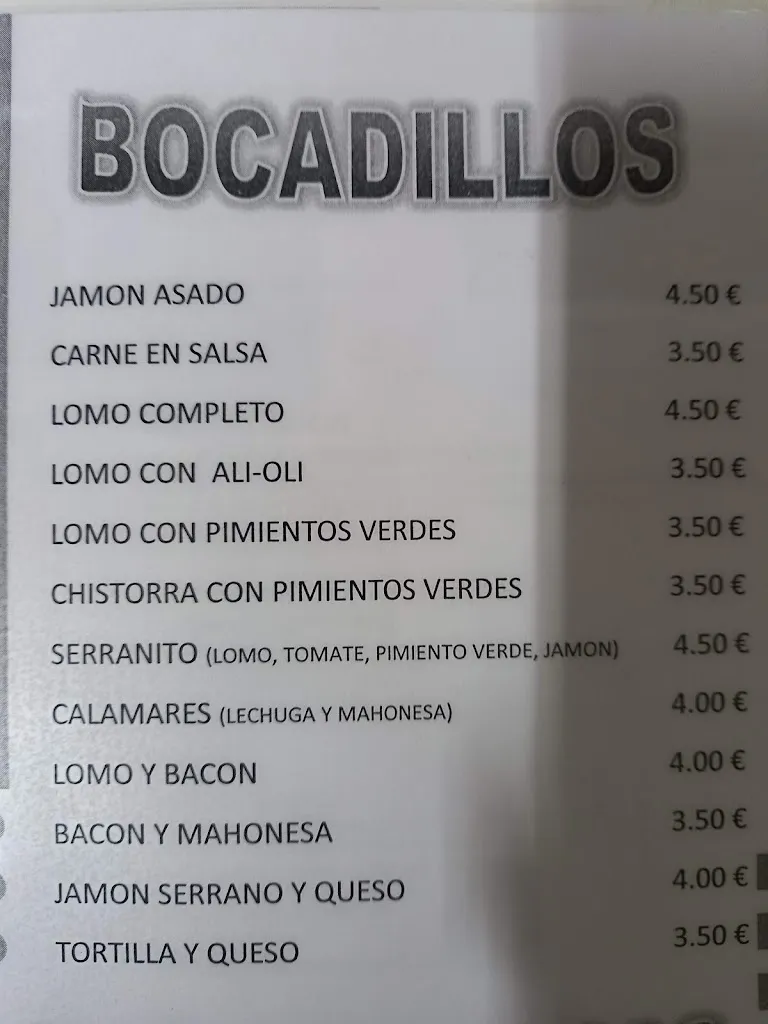 BOCADILLOS
JAMON ASADO 4.50 €
CARNE EN SALSA 3.50 €
LOMO COMPLETO 4.50 €
LOMO CON ALI-OLI 3.50 €
LOMO CON PIMIENTOS VERDES 3.50 €
CHISTORRA CON PIMIENTOS VERDES 3.50 €
SERRANITO (LOMO, TOMATE, PIMIENTO VERDE, JAMON) 4.50 €
CALAMARES (LECHUGA Y MAHONESA) 4.00 €
LOMO Y BACON 4.00 €
BACON Y MAHONESA 3.50 €
JAMON SERRANO Y QUESO 4.00 €
TORTILLA Y QUESO 3.50 €